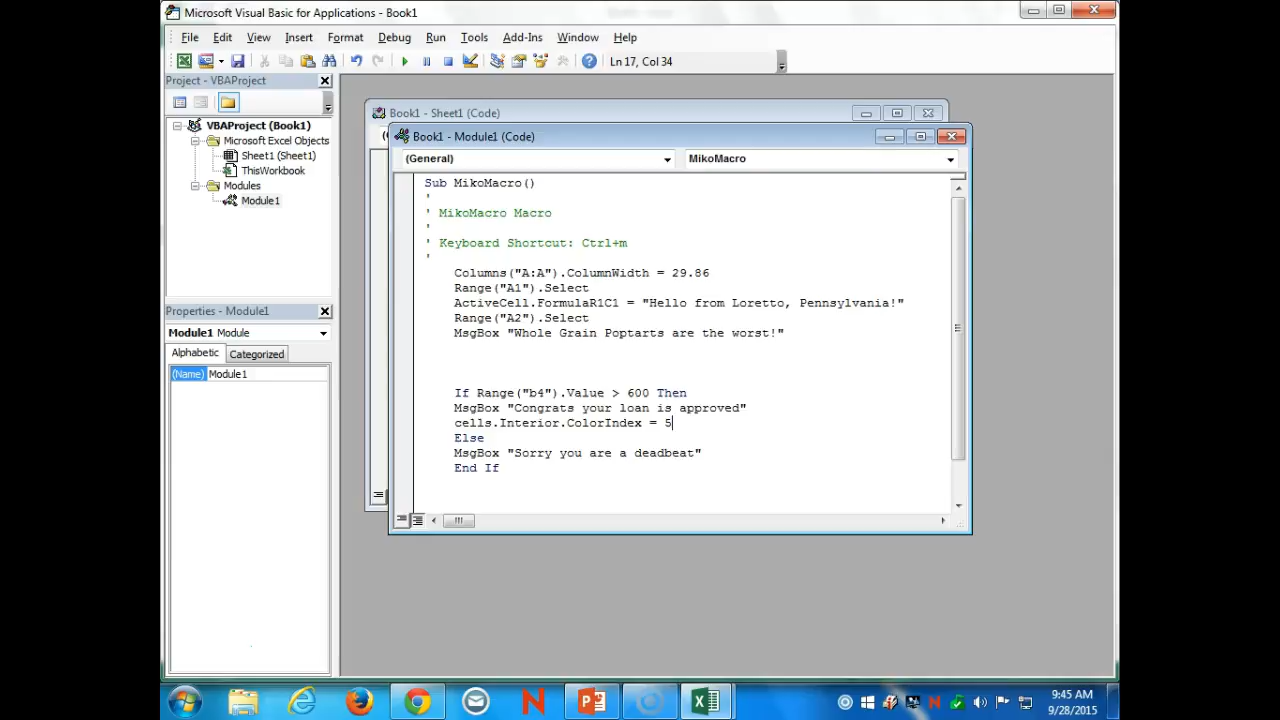 Microsoft Visual Basic for Applications - Book1
File Edit View Insert Format Debug Run Tools Add-Ins Window Help
Ln 17, Col 34
Project - VBAProject
VBAProject (Book1)
Microsoft Excel Objects
Sheet1 (Sheet1)
ThisWorkbook
Modules
Module1
Properties - Module1
Module1 Module
Alphabetic Categorized
(Name) Module1
Book1 - Sheet1 (Code)
Book1 - Module1 (Code)
(General) MikoMacro
Sub MikoMacro()
'
' MikoMacro Macro
'
' Keyboard Shortcut: Ctrl+m
'
Columns("A:A").ColumnWidth = 29.86
Range("A1").Select
ActiveCell.FormulaR1C1 = "Hello from Loretto, Pennsylvania!"
Range("A2").Select
MsgBox "Whole Grain Poptarts are the worst!"
If Range("b4").Value > 600 Then
MsgBox "Congrats your loan is approved"
cells.Interior.ColorIndex = 5
Else
MsgBox "Sorry you are a deadbeat"
End If
9:45 AM
9/28/2015